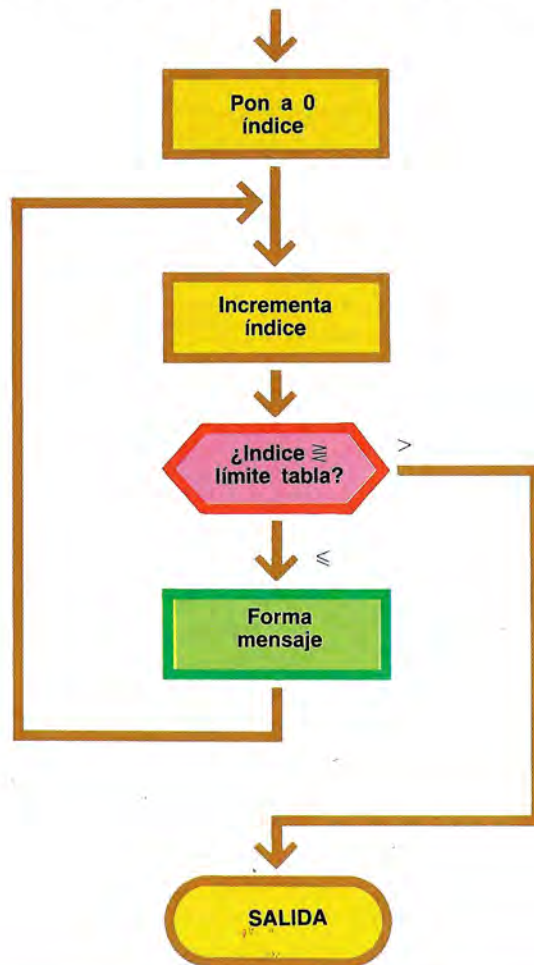 Pon a 0
índice
Incrementa
índice
¿Indice ⋛
límite tabla?
>
≤
Forma
mensaje
SALIDA